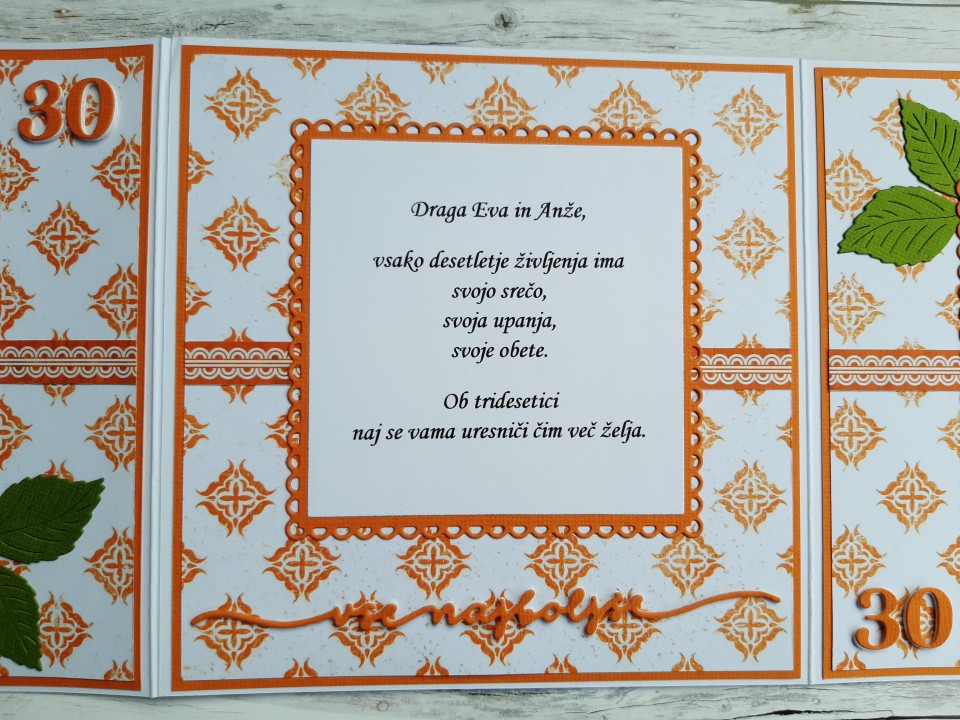 30
Draga Eva in Anže,
vsako desetletje življenja ima
svojo srečo,
svoja upanja,
svoje obete.
Ob tridesetici
naj se vama uresniči čim več želja.
vse najboljše
30